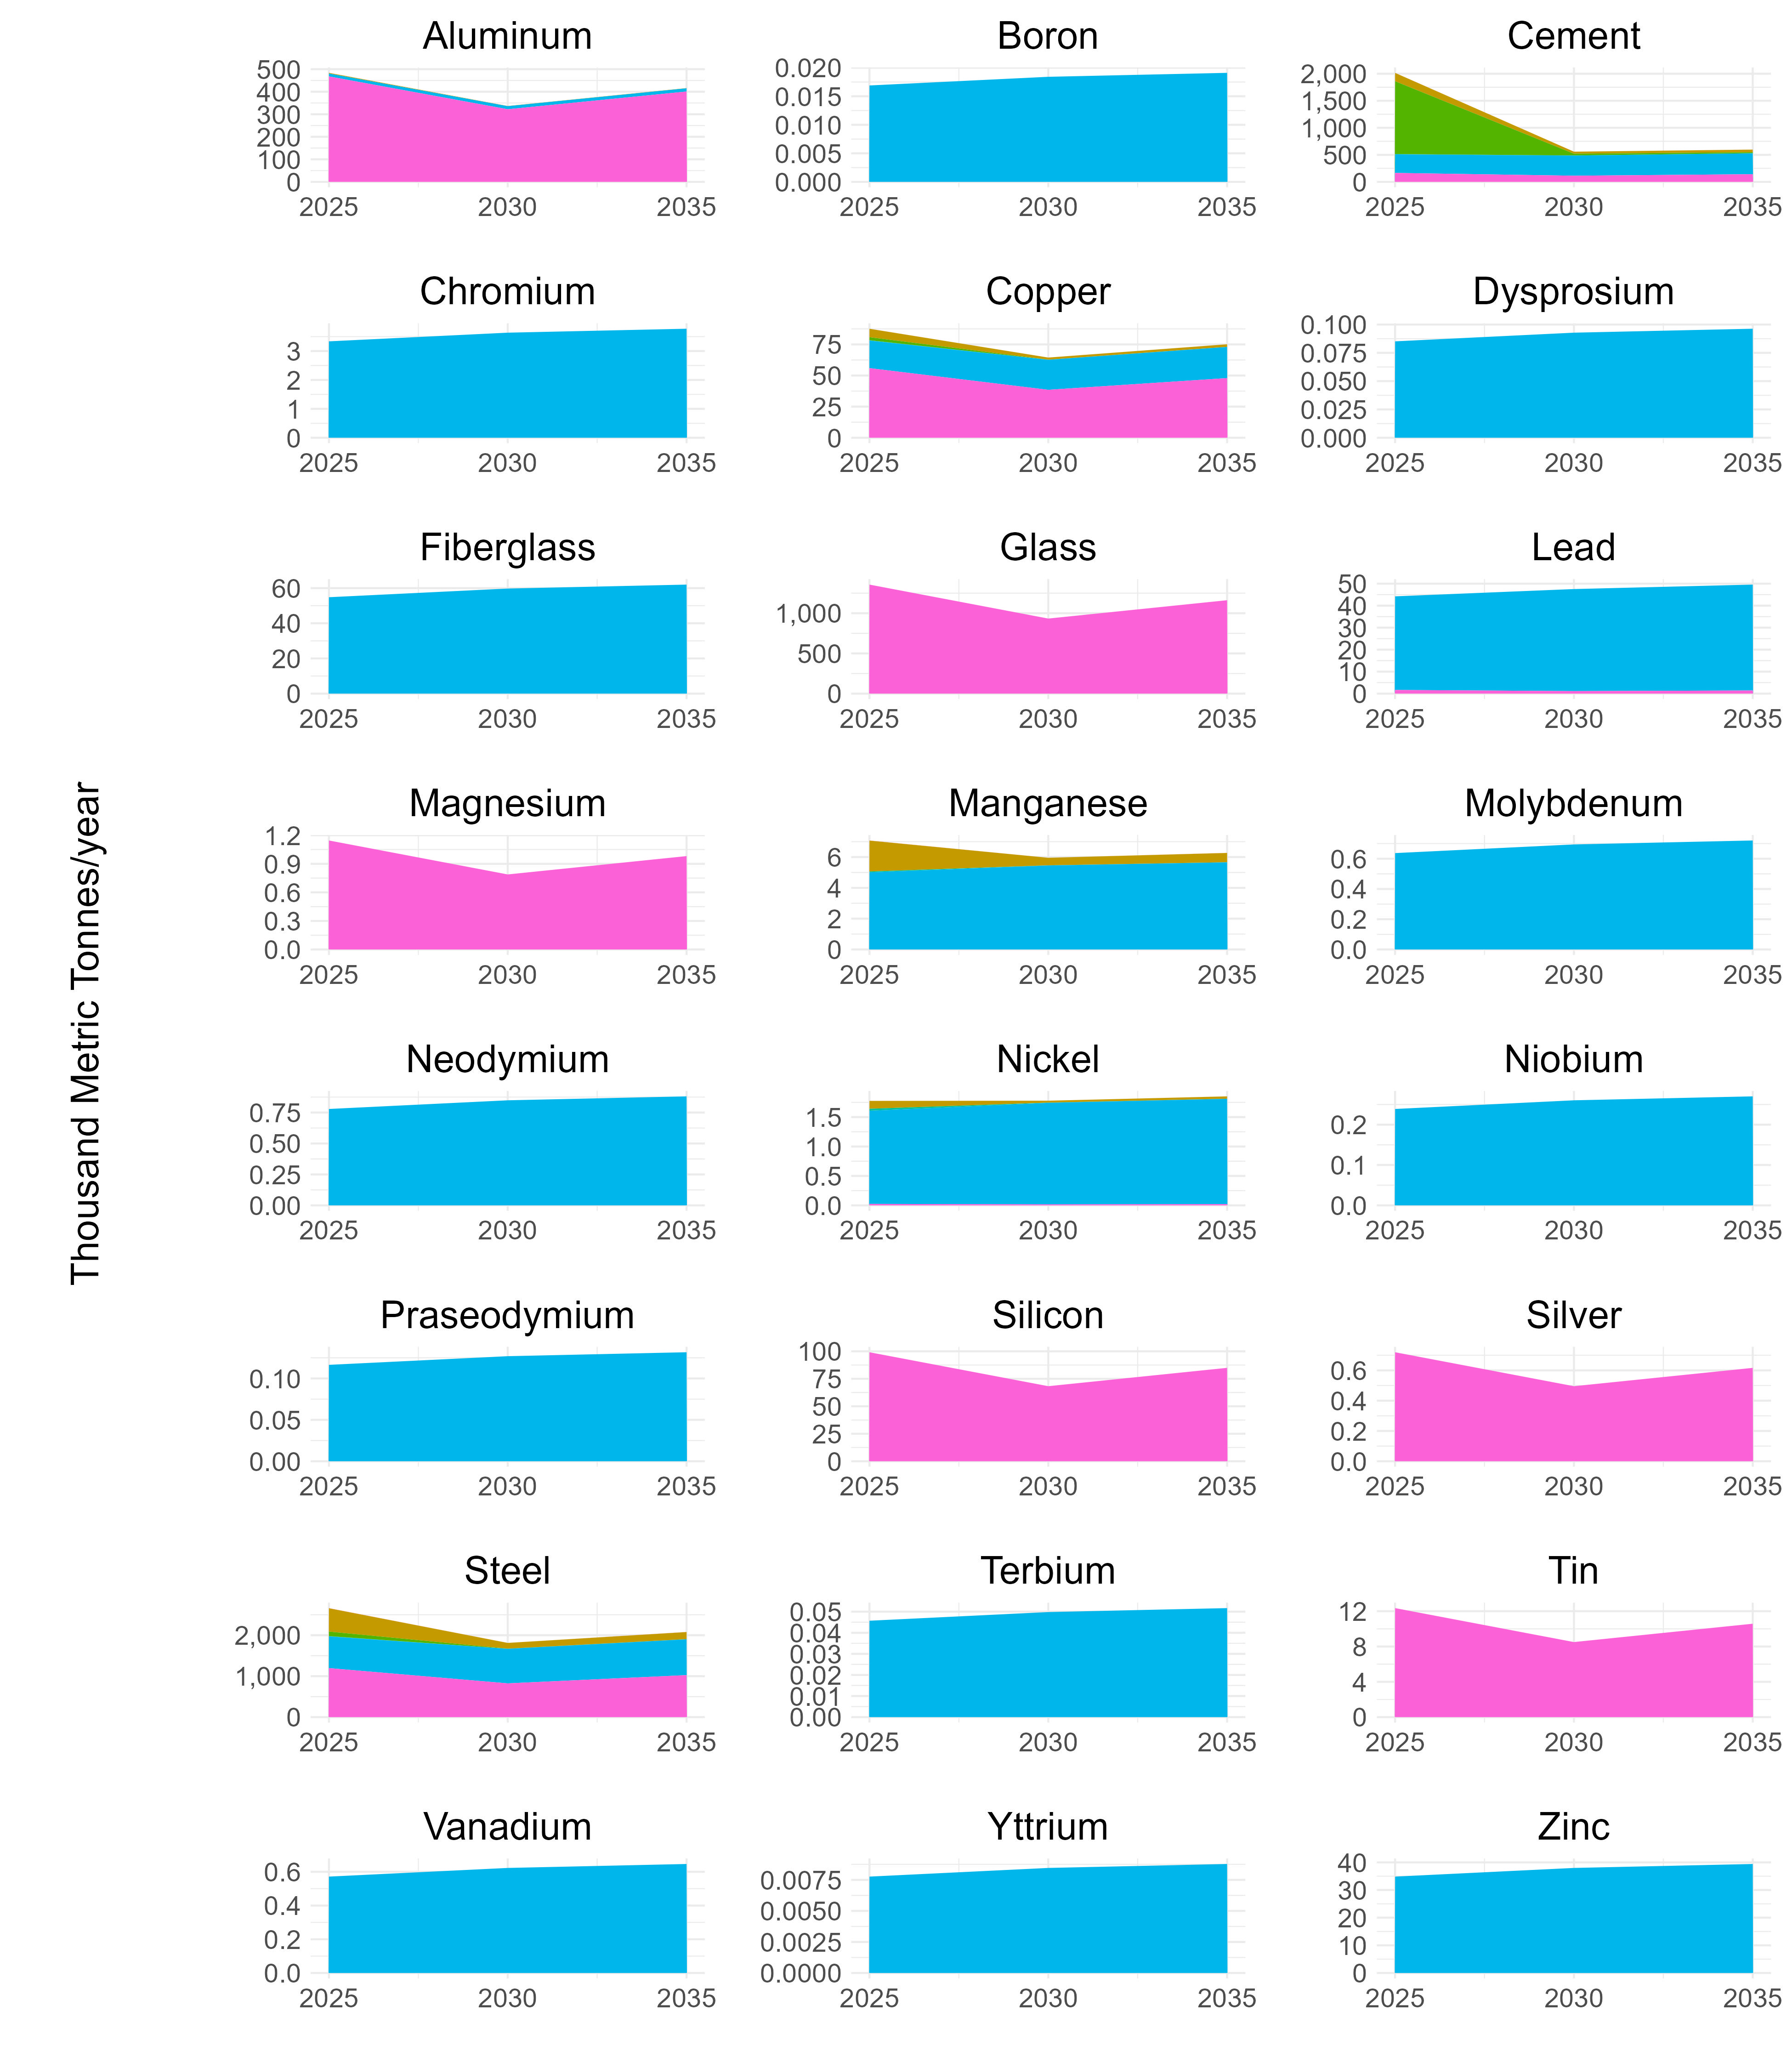 Thousand Metric Tonnes/year
Aluminum
500
400
300
200
100
0
2025 2030 2035
Boron
0.020
0.015
0.010
0.005
0.000
2025 2030 2035
Cement
2,000
1,500
1,000
500
0
2025 2030 2035
Chromium
3
2
1
0
2025 2030 2035
Copper
75
50
25
0
2025 2030 2035
Dysprosium
0.100
0.075
0.050
0.025
0.000
2025 2030 2035
Fiberglass
60
40
20
0
2025 2030 2035
Glass
1,000
500
0
2025 2030 2035
Lead
50
40
30
20
10
0
2025 2030 2035
Magnesium
1.2
0.9
0.6
0.3
0.0
2025 2030 2035
Manganese
6
4
2
0
2025 2030 2035
Molybdenum
0.6
0.4
0.2
0.0
2025 2030 2035
Neodymium
0.75
0.50
0.25
0.00
2025 2030 2035
Nickel
1.5
1.0
0.5
0.0
2025 2030 2035
Niobium
0.2
0.1
0.0
2025 2030 2035
Praseodymium
0.10
0.05
0.00
2025 2030 2035
Silicon
100
75
50
25
0
2025 2030 2035
Silver
0.6
0.4
0.2
0.0
2025 2030 2035
Steel
2,000
1,000
0
2025 2030 2035
Terbium
0.05
0.04
0.03
0.02
0.01
0.00
2025 2030 2035
Tin
12
8
4
0
2025 2030 2035
Vanadium
0.6
0.4
0.2
0.0
2025 2030 2035
Yttrium
0.0075
0.0050
0.0025
0.0000
2025 2030 2035
Zinc
40
30
20
10
0
2025 2030 2035